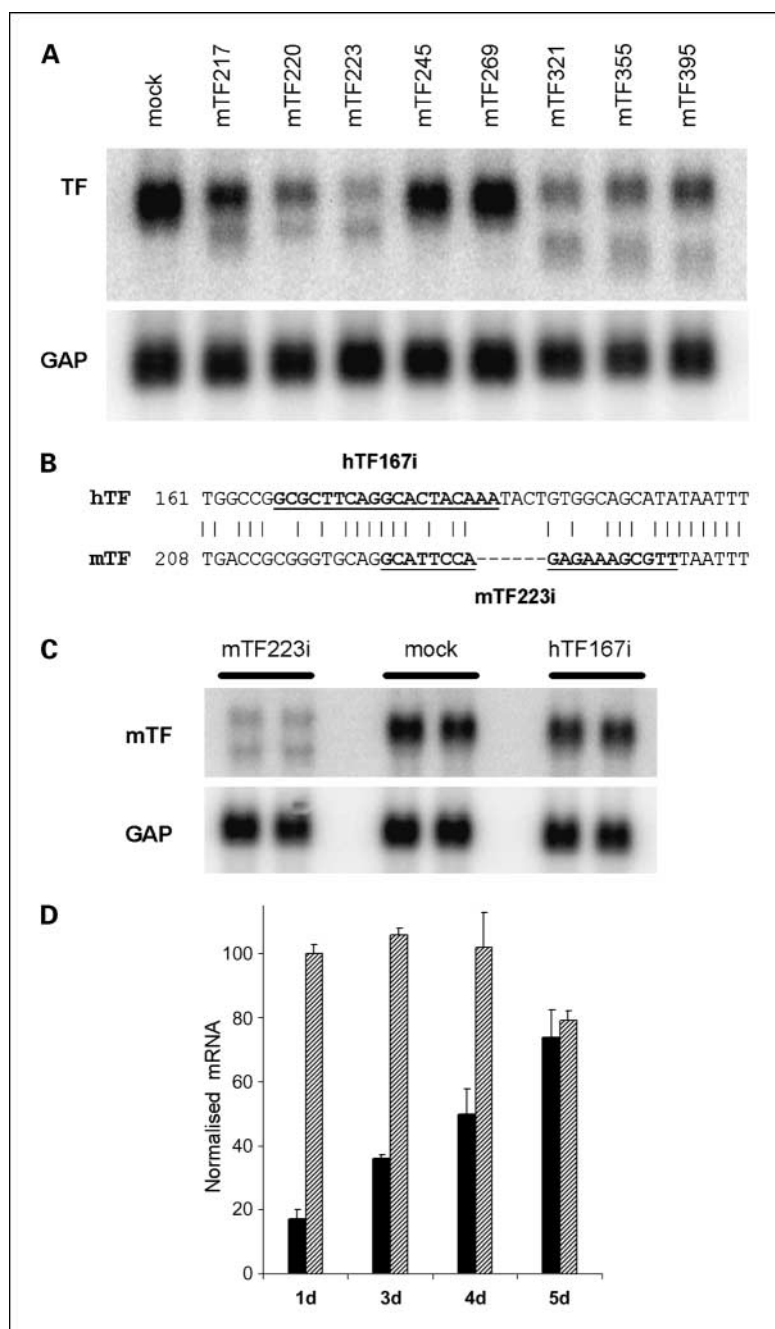 A
mock mTF217 mTF220 mTF223 mTF245 mTF269 mTF321 mTF355 mTF395
TF
GAP
B
hTF167i
hTF 161 TGGCCGGCGCTTCAGGCACTACAAATACTGTGGCAGCATATAATTT
mTF 208 TGACCGCGGGTGCAGGCATTCCA------GAGAAAGCGTTTAATTT
mTF223i
C
mTF223i mock hTF167i
mTF
GAP
D
Normalised mRNA
100
80
60
40
20
0
1d 3d 4d 5d